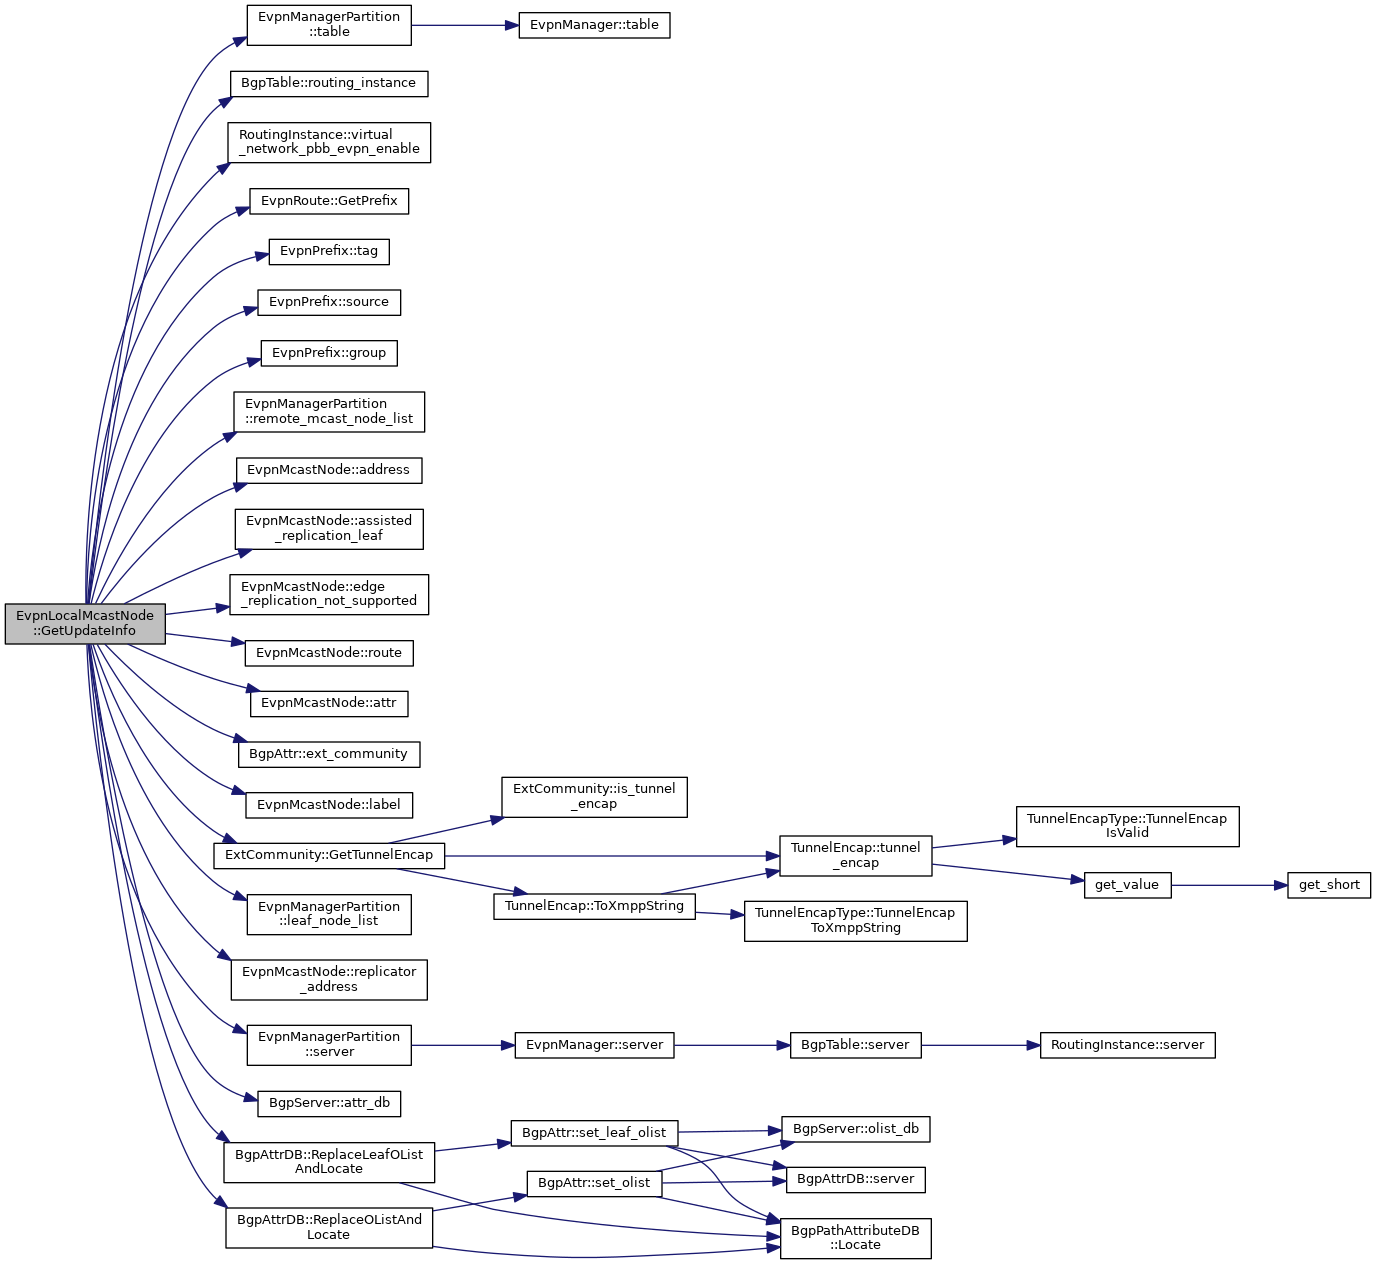 EvpnLocalMcastNode
::GetUpdateInfo
EvpnManagerPartition
::table
EvpnManager::table
BgpTable::routing_instance
RoutingInstance::virtual
_network_pbb_evpn_enable
EvpnRoute::GetPrefix
EvpnPrefix::tag
EvpnPrefix::source
EvpnPrefix::group
EvpnManagerPartition
::remote_mcast_node_list
EvpnMcastNode::address
EvpnMcastNode::assisted
_replication_leaf
EvpnMcastNode::edge
_replication_not_supported
EvpnMcastNode::route
EvpnMcastNode::attr
BgpAttr::ext_community
EvpnMcastNode::label
ExtCommunity::GetTunnelEncap
ExtCommunity::is_tunnel
_encap
TunnelEncap::tunnel
_encap
TunnelEncapType::TunnelEncap
IsValid
get_value
get_short
TunnelEncap::ToXmppString
TunnelEncapType::TunnelEncap
ToXmppString
EvpnManagerPartition
::leaf_node_list
EvpnMcastNode::replicator
_address
EvpnManagerPartition
::server
EvpnManager::server
BgpTable::server
RoutingInstance::server
BgpServer::attr_db
BgpAttrDB::ReplaceLeafOList
AndLocate
BgpAttr::set_leaf_olist
BgpServer::olist_db
BgpAttrDB::server
BgpAttr::set_olist
BgpAttrDB::ReplaceOListAnd
Locate
BgpPathAttributeDB
::Locate